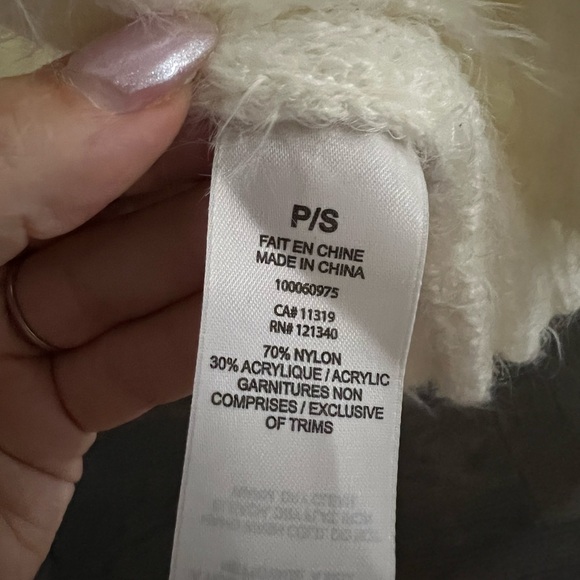 P/S
FAIT EN CHINE
MADE IN CHINA
100060975
CA# 11319
RN# 121340
70% NYLON
30% ACRYLIQUE / ACRYLIC
GARNITURES NON
COMPRISES / EXCLUSIVE
OF TRIMS